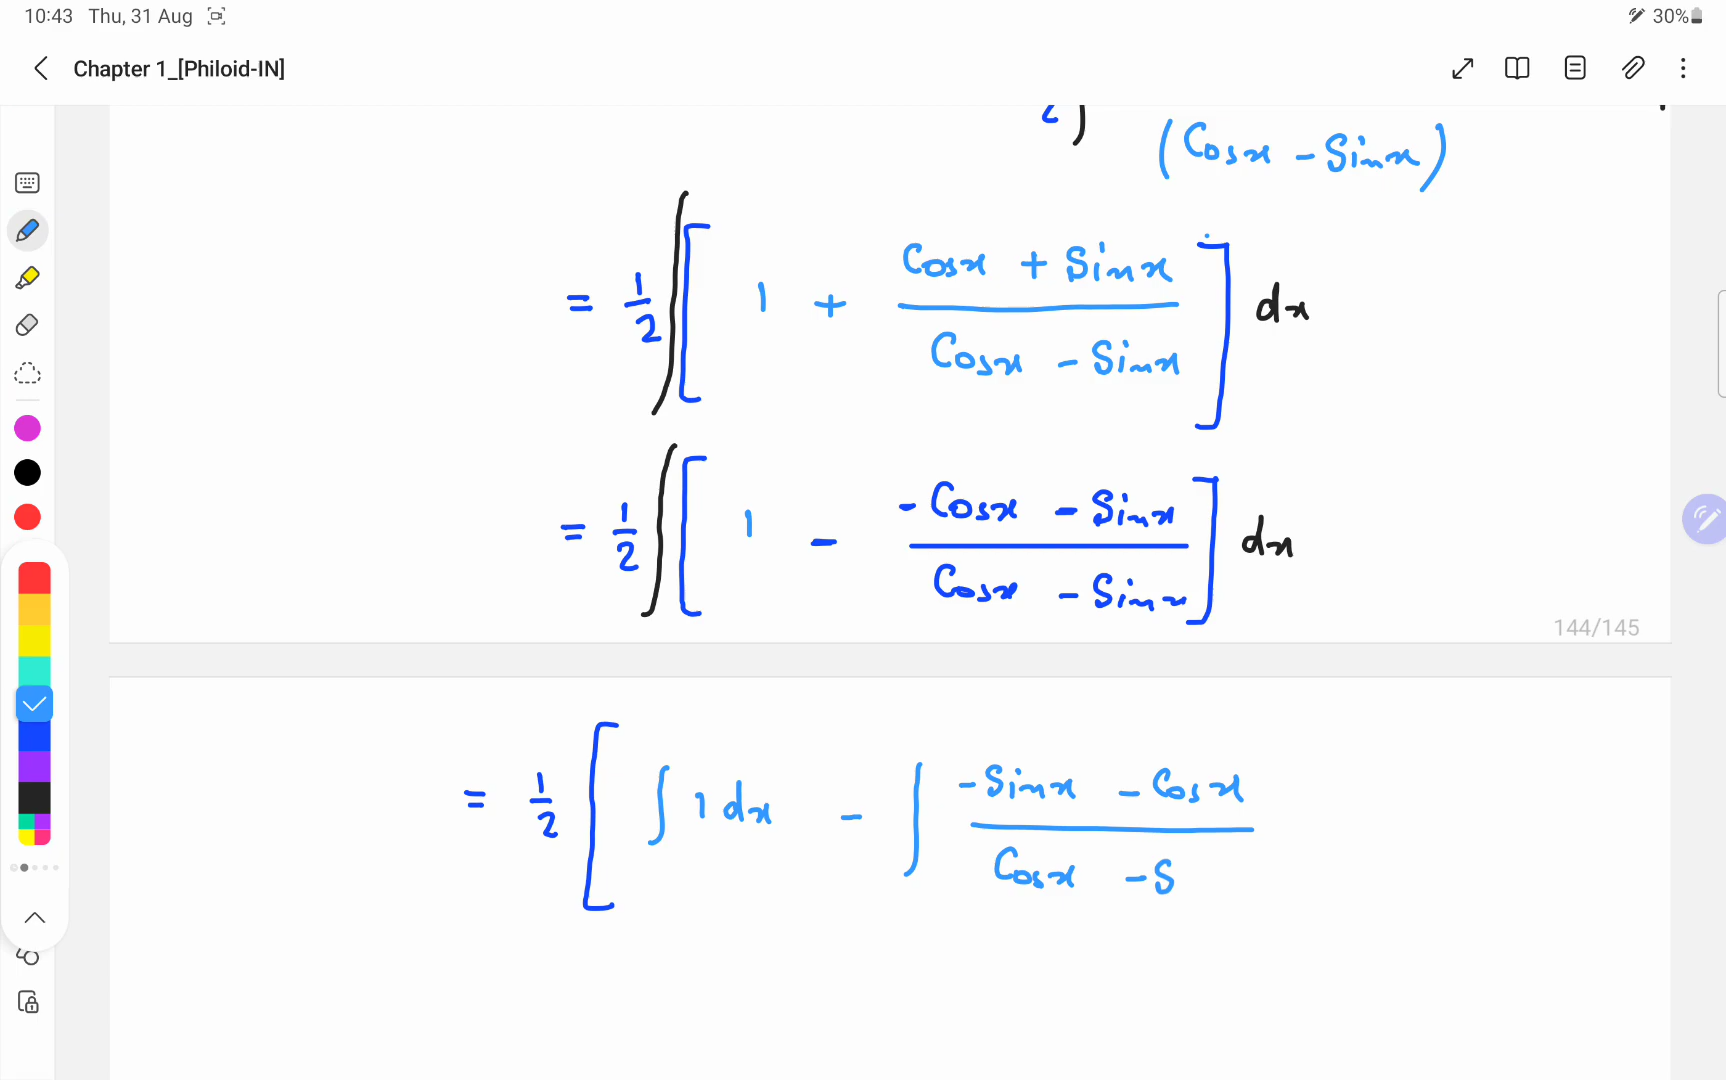 10:43 Thu, 31 Aug 30%
Chapter 1_[Philoid-IN]
2
(Cosx - Sinx)
= 1/2 ∫ [ 1 + (Cosx + Sinx)/(Cosx - Sinx) ] dx
= 1/2 ∫ [ 1 - (-Cosx - Sinx)/(Cosx - Sinx) ] dx
144/145
= 1/2 [ ∫ 1 dx - ∫ (-Sinx - Cosx)/(Cosx - S